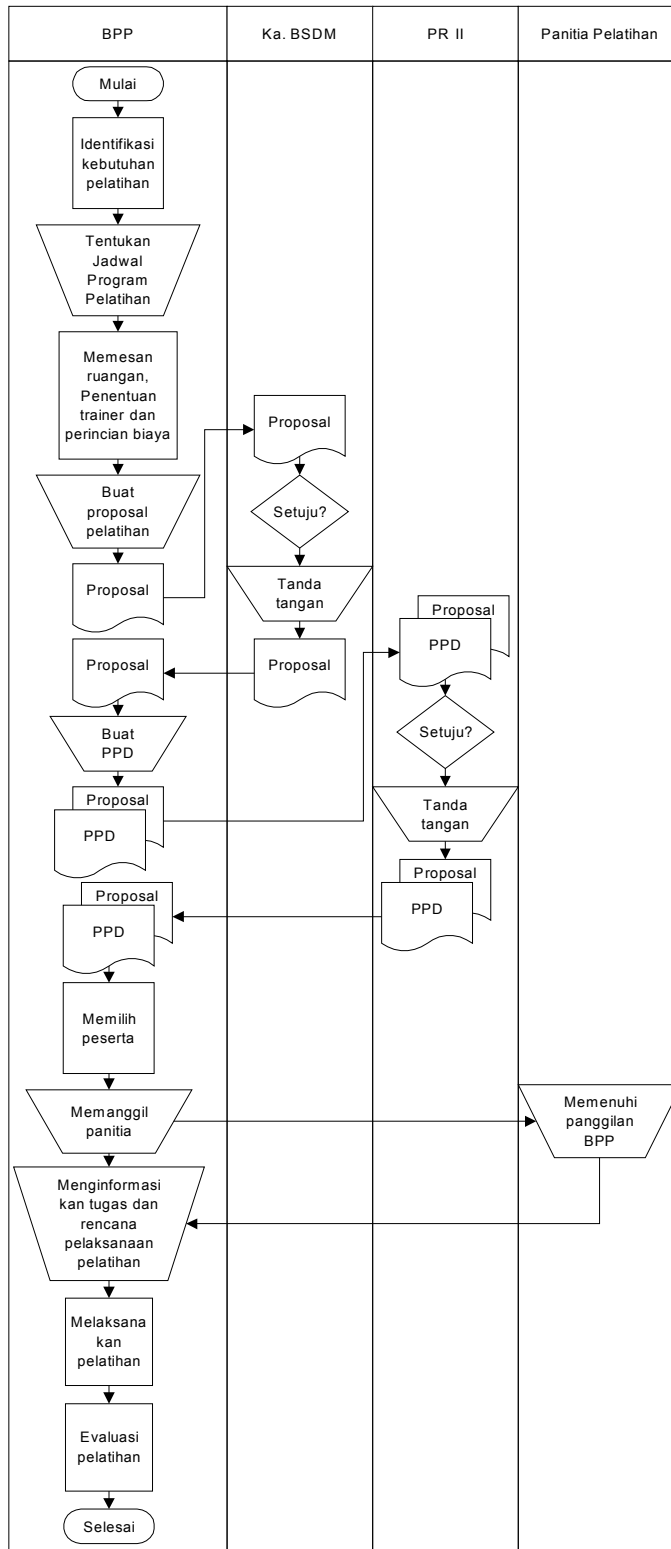 BPP
Ka. BSDM
PR II
Panitia Pelatihan
Mulai
Identifikasi
kebutuhan
pelatihan
Tentukan
Jadwal
Program
Pelatihan
Memesan
ruangan,
Penentuan
trainer dan
perincian biaya
Buat
proposal
pelatihan
Proposal
Proposal
Setuju?
Tanda
tangan
Proposal
Proposal
Buat
PPD
Proposal
PPD
Proposal
PPD
Setuju?
Tanda
tangan
Proposal
PPD
Proposal
PPD
Memilih
peserta
Memanggil
panitia
Memenuhi
panggilan
BPP
Menginformasi
kan tugas dan
rencana
pelaksanaan
pelatihan
Melaksana
kan
pelatihan
Evaluasi
pelatihan
Selesai